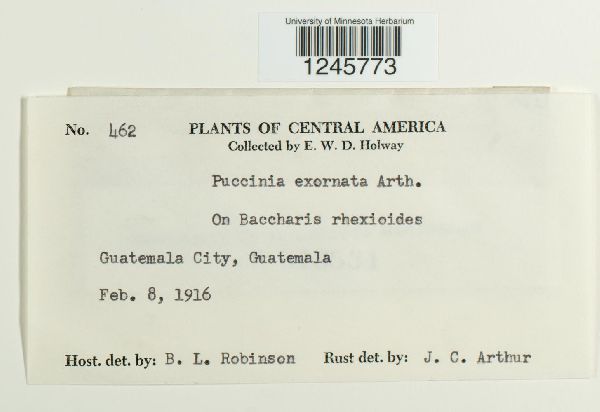 University of Minnesota Herbarium
1245773
No. 462 PLANTS OF CENTRAL AMERICA
Collected by E. W. D. Holway
Puccinia exornata Arth.
On Baccharis rhexioides
Guatemala City, Guatemala
Feb. 8, 1916
Host. det. by: B. L. Robinson Rust det. by: J. C. Arthur